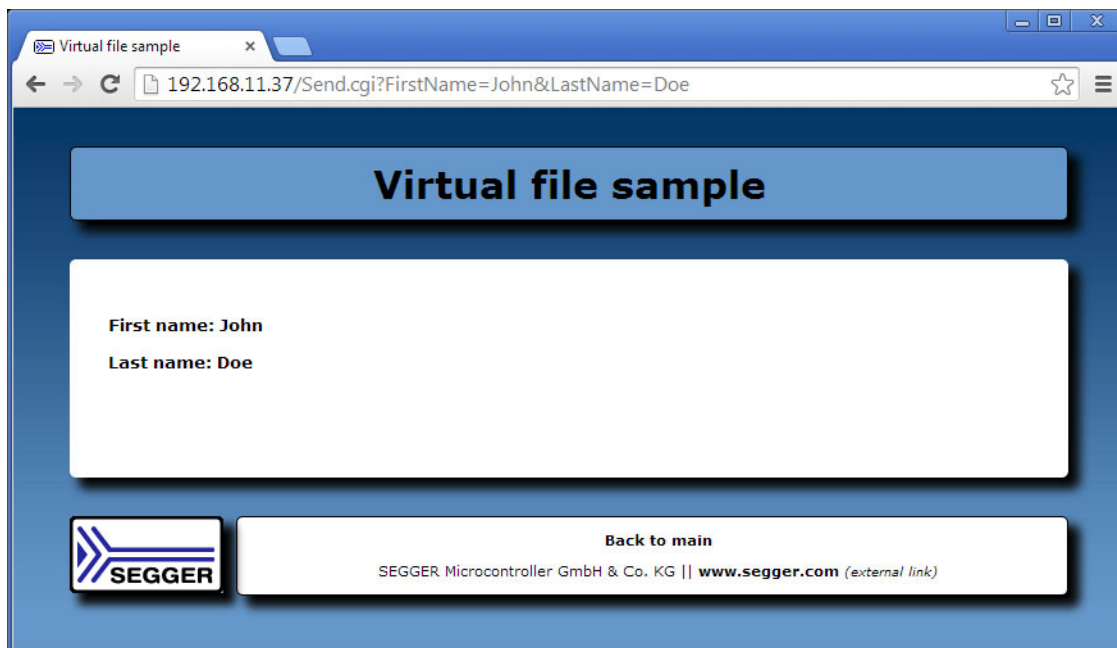 Virtual file sample
192.168.11.37/Send.cgi?FirstName=John&LastName=Doe
Virtual file sample
First name: John
Last name: Doe
SEGGER
Back to main
SEGGER Microcontroller GmbH & Co. KG || www.segger.com (external link)